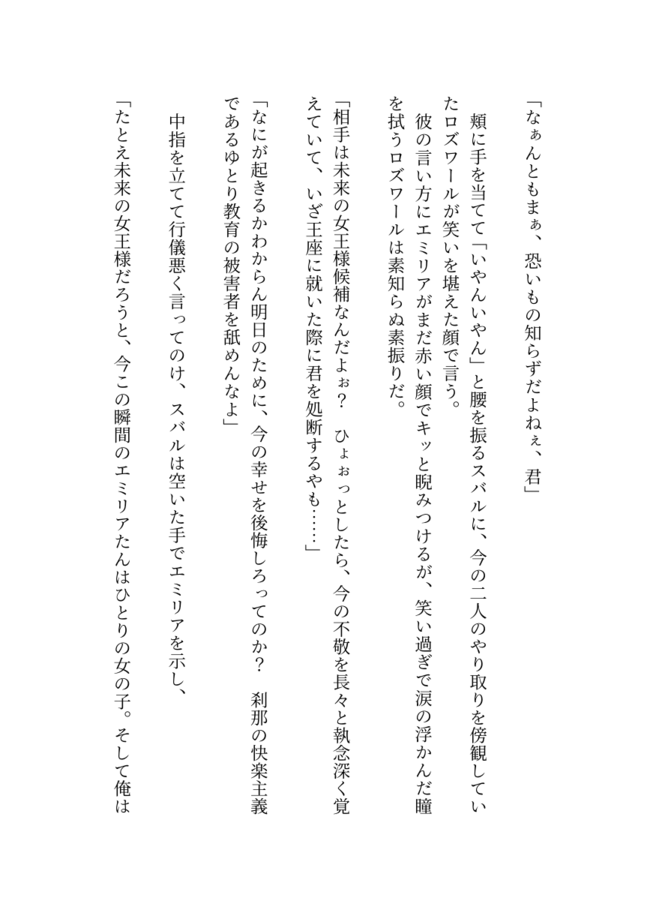 「なぁんともまぁ、恐いもの知らずだよねぇ、君」
　頬に手を当てて「いやんいやん」と腰を振るスバルに、今の二人のやり取りを傍観してい
たロズワールが笑いを堪えた顔で言う。
　彼の言い方にエミリアがまだ赤い顔でキッと睨みつけるが、笑い過ぎで涙の浮かんだ瞳
を拭うロズワールは素知らぬ素振りだ。
「相手は未来の女王様候補なんだよぉ？　ひょぉっとしたら、今の不敬を長々と執念深く覚
えていて、いざ王座に就いた際に君を処断するやも……」
「なにが起きるかわからん明日のために、今の幸せを後悔しろってのか？　刹那の快楽主義
であるゆとり教育の被害者を舐めんなよ」
　中指を立てて行儀悪く言ってのけ、スバルは空いた手でエミリアを示し、
「たとえ未来の女王様だろうと、今この瞬間のエミリアたんはひとりの女の子。そして俺は